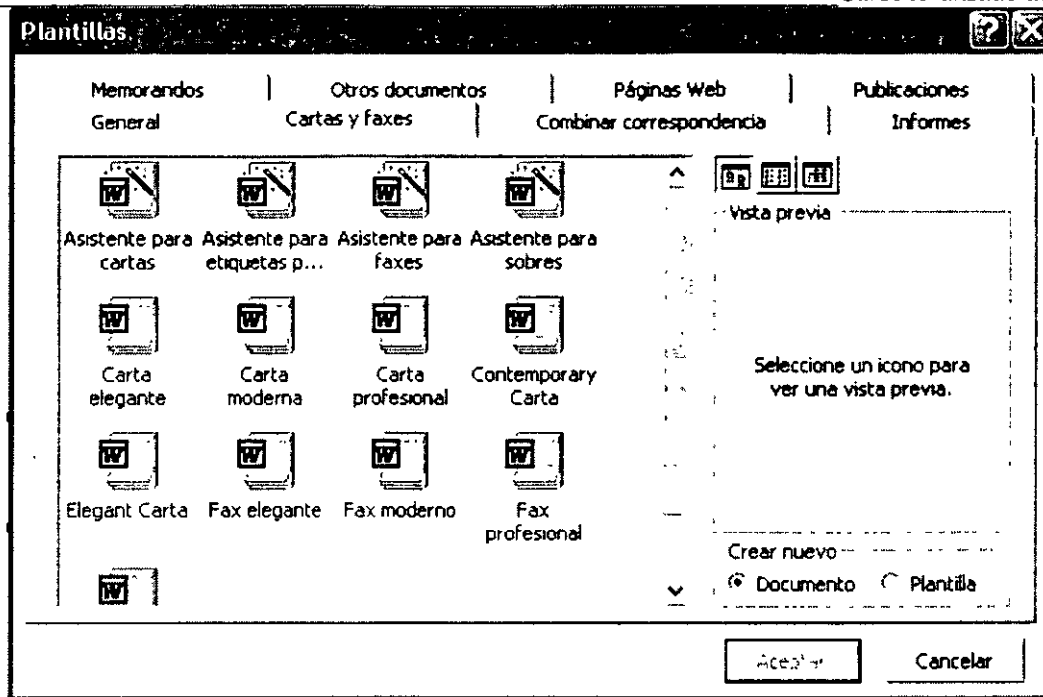 Plantillas
Memorandos
Otros documentos
Páginas Web
Publicaciones
General
Cartas y faxes
Combinar correspondencia
Informes
Asistente para cartas
Asistente para etiquetas p...
Asistente para faxes
Asistente para sobres
Carta elegante
Carta moderna
Carta profesional
Contemporary Carta
Elegant Carta
Fax elegante
Fax moderno
Fax profesional
Vista previa
Seleccione un icono para
ver una vista previa.
Crear nuevo
Documento
Plantilla
Aceptar
Cancelar